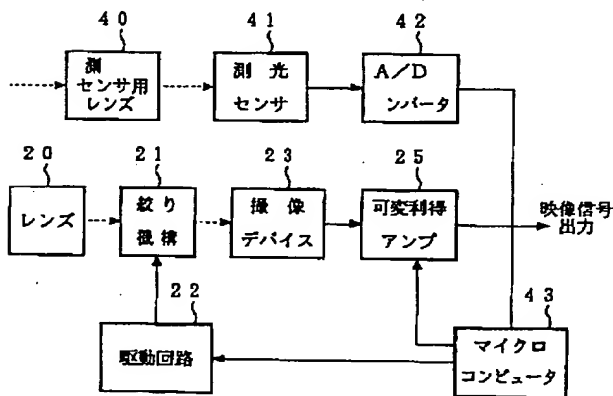 ４０
４１
４２
測
センサ用
レンズ
測 光
センサ
Ａ／Ｄ
ンバータ
２０
２１
２３
２５
レンズ
絞り
機構
撮 像
デバイス
可変利得
アンプ
映像信号
出力
２２
４３
駆動回路
マイクロ
コンピュータ